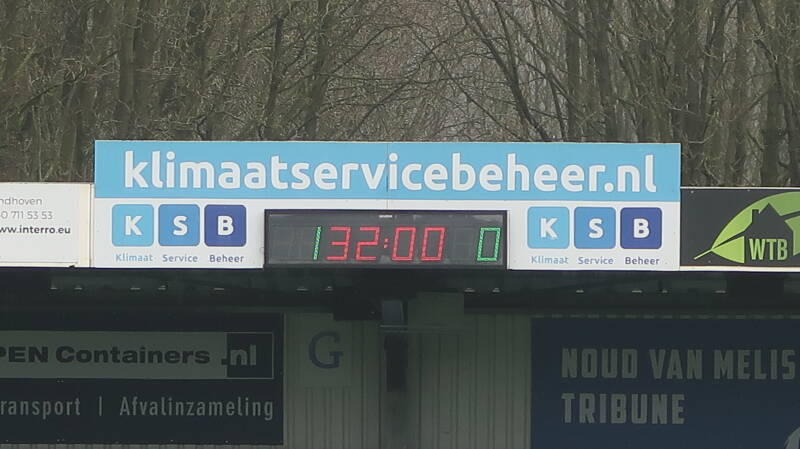 klimaatservicebeheer.nl
ndhoven
0 711 53 53
www.interro.eu
K S B
Klimaat Service Beheer
1 32:00 0
K S B
Klimaat Service Beheer
WTB
PEN Containers.nl
ransport | Afvalinzameling
G
NOUD VAN MELIS
TRIBUNE